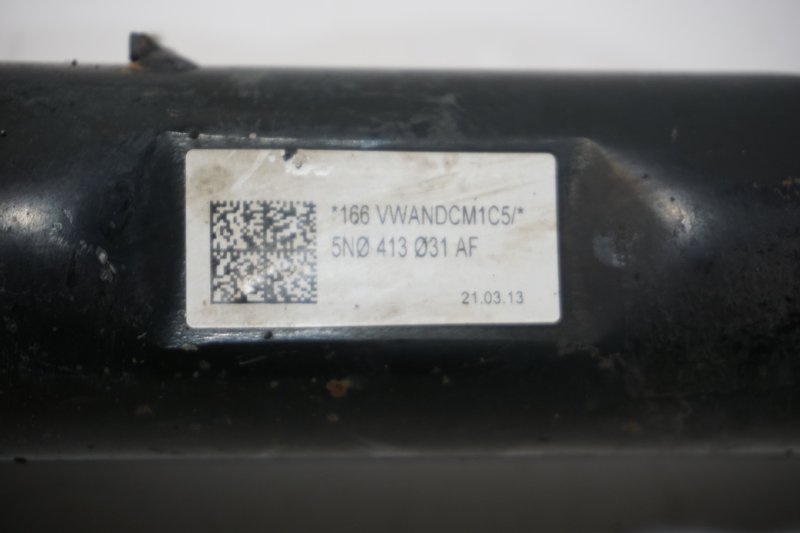 *166 VWANDCM1C5/*
5NØ 413 Ø31 AF
21.03.13